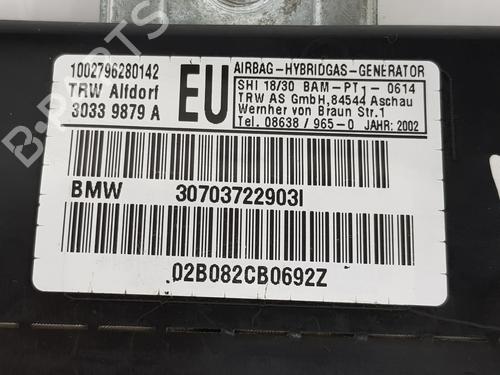 1002796280142
TRW Alfdorf
3033 9879 A
EU
AIRBAG-HYBRIDGAS-GENERATOR
SHI 18/30 BAM-PT1-0614
TRW AS GmbH,84544 Aschau
Wernher von Braun Str.1
Tel. 08638/965-0 JAHR: 2002
BMW 30703722903I
02B082CB0692Z